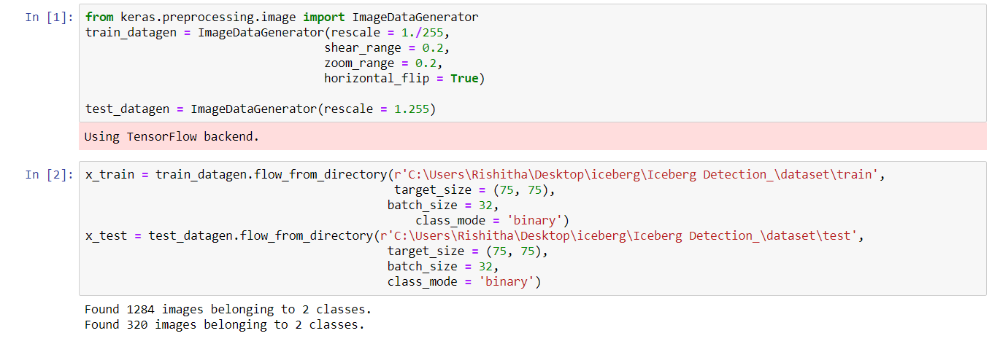 In [1]: from keras.preprocessing.image import ImageDataGenerator
train_datagen = ImageDataGenerator(rescale = 1./255,
shear_range = 0.2,
zoom_range = 0.2,
horizontal_flip = True)
test_datagen = ImageDataGenerator(rescale = 1.255)
Using TensorFlow backend.
In [2]: x_train = train_datagen.flow_from_directory(r'C:\Users\Rishitha\Desktop\iceberg\Iceberg Detection_\dataset\train',
target_size = (75, 75),
batch_size = 32,
class_mode = 'binary')
x_test = test_datagen.flow_from_directory(r'C:\Users\Rishitha\Desktop\iceberg\Iceberg Detection_\dataset\test',
target_size = (75, 75),
batch_size = 32,
class_mode = 'binary')
Found 1284 images belonging to 2 classes.
Found 320 images belonging to 2 classes.